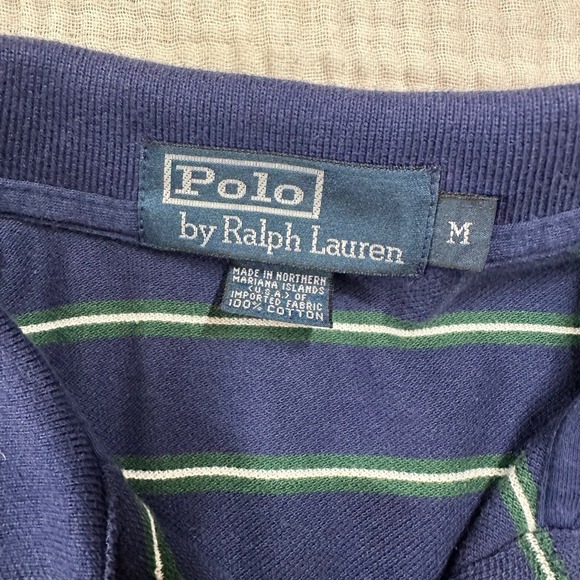 Polo
by Ralph Lauren
M
MADE IN NORTHERN
MARIANA ISLANDS
(U.S.A.) OF
IMPORTED FABRIC
100% COTTON